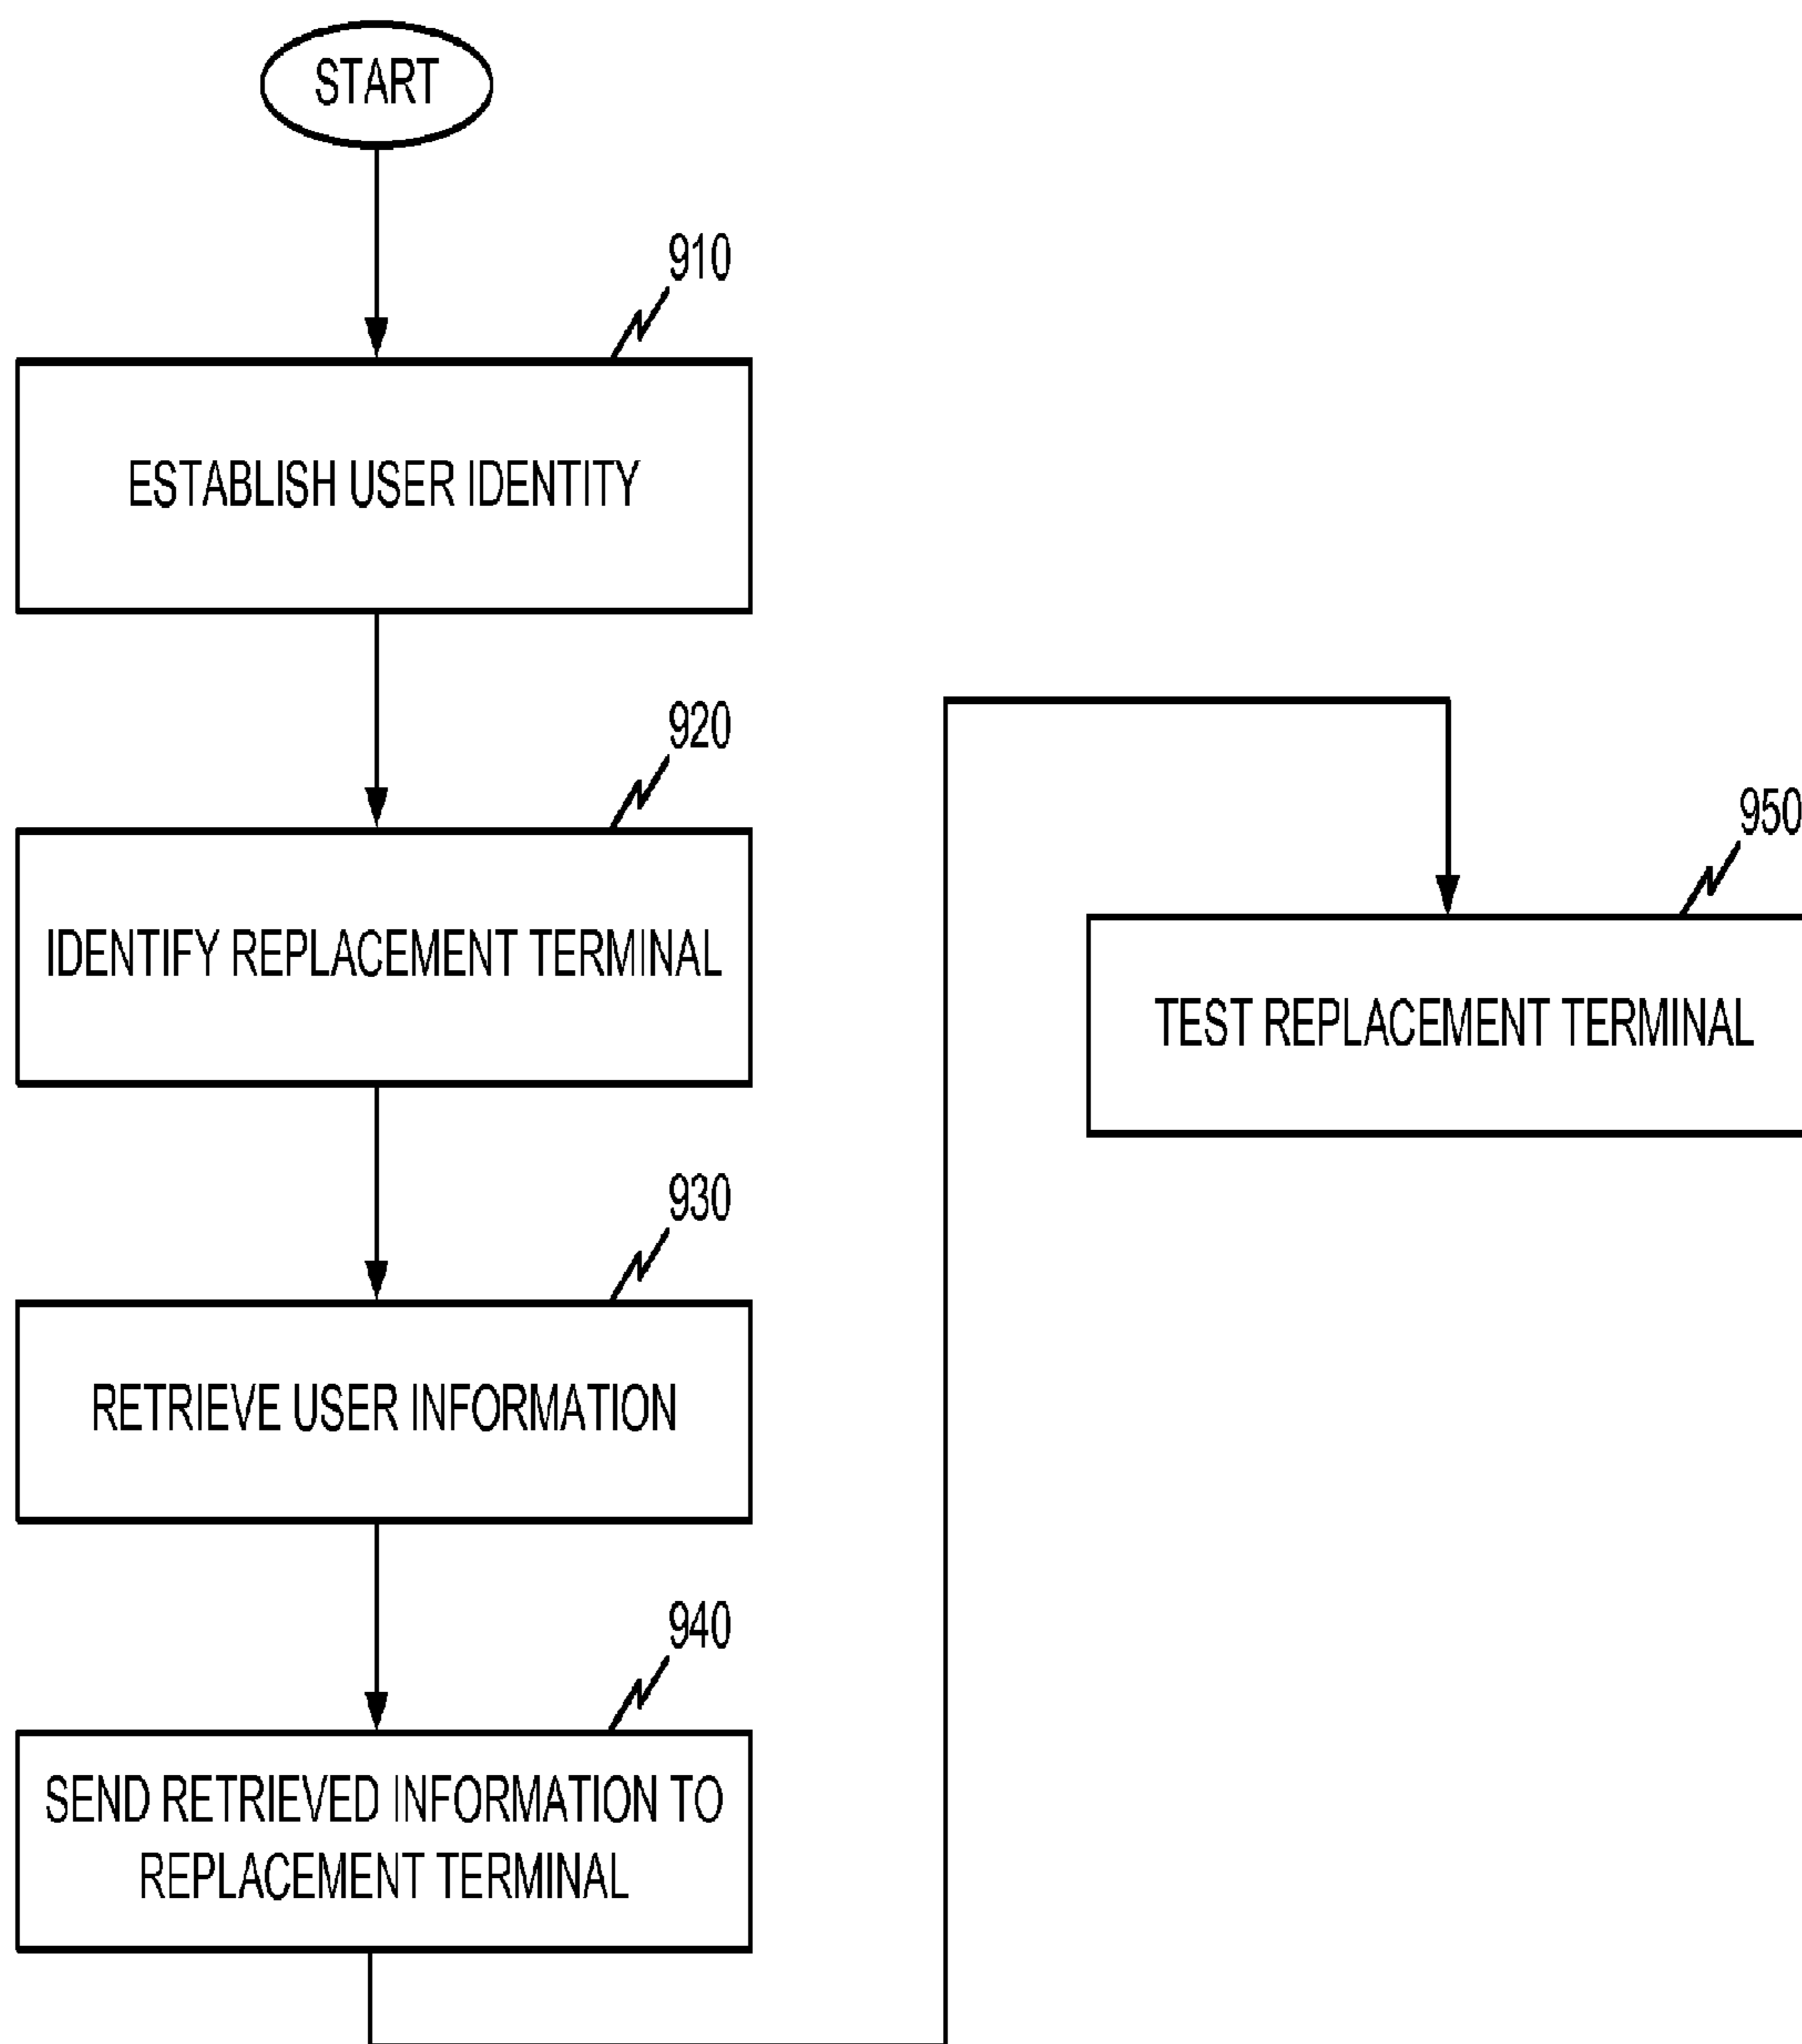 START
910
ESTABLISH USER IDENTITY
920
IDENTIFY REPLACEMENT TERMINAL
930
RETRIEVE USER INFORMATION
940
SEND RETRIEVED INFORMATION TO
REPLACEMENT TERMINAL
950
TEST REPLACEMENT TERMINAL